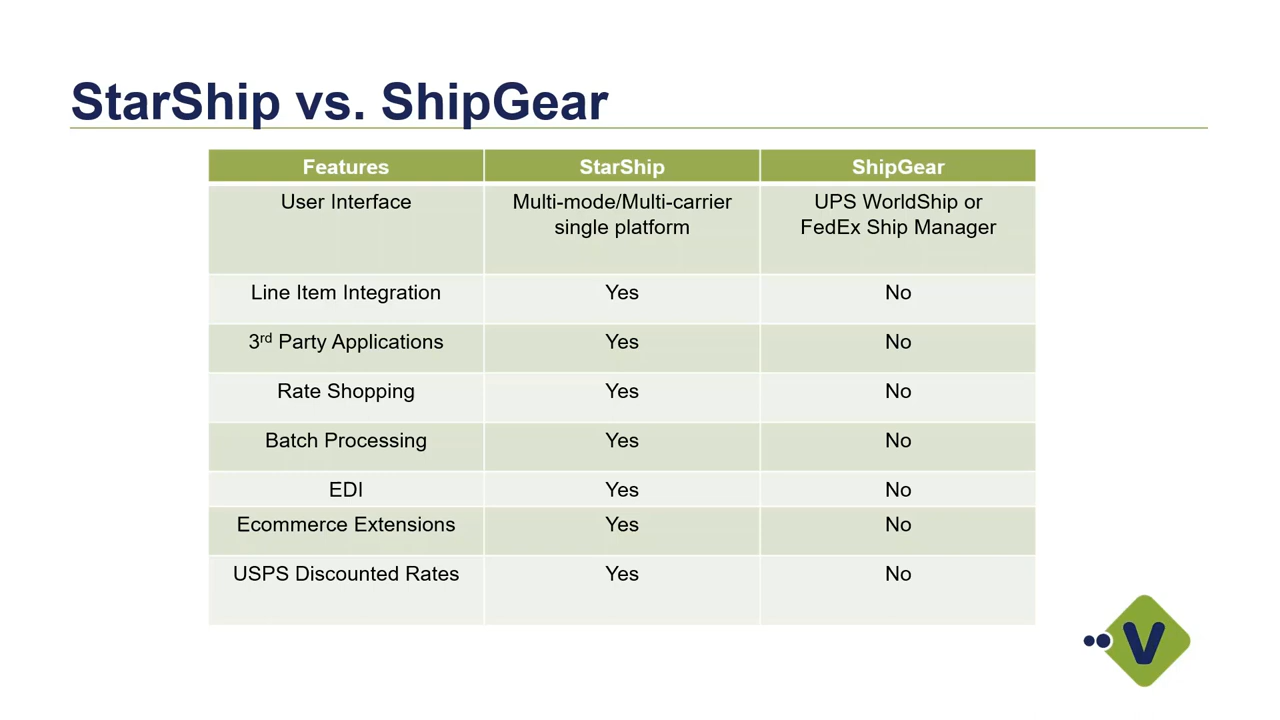 StarShip vs. ShipGear
Features StarShip ShipGear
User Interface Multi-mode/Multi-carrier UPS WorldShip or
single platform FedEx Ship Manager
Line Item Integration Yes No
3rd Party Applications Yes No
Rate Shopping Yes No
Batch Processing Yes No
EDI Yes No
Ecommerce Extensions Yes No
USPS Discounted Rates Yes No
V